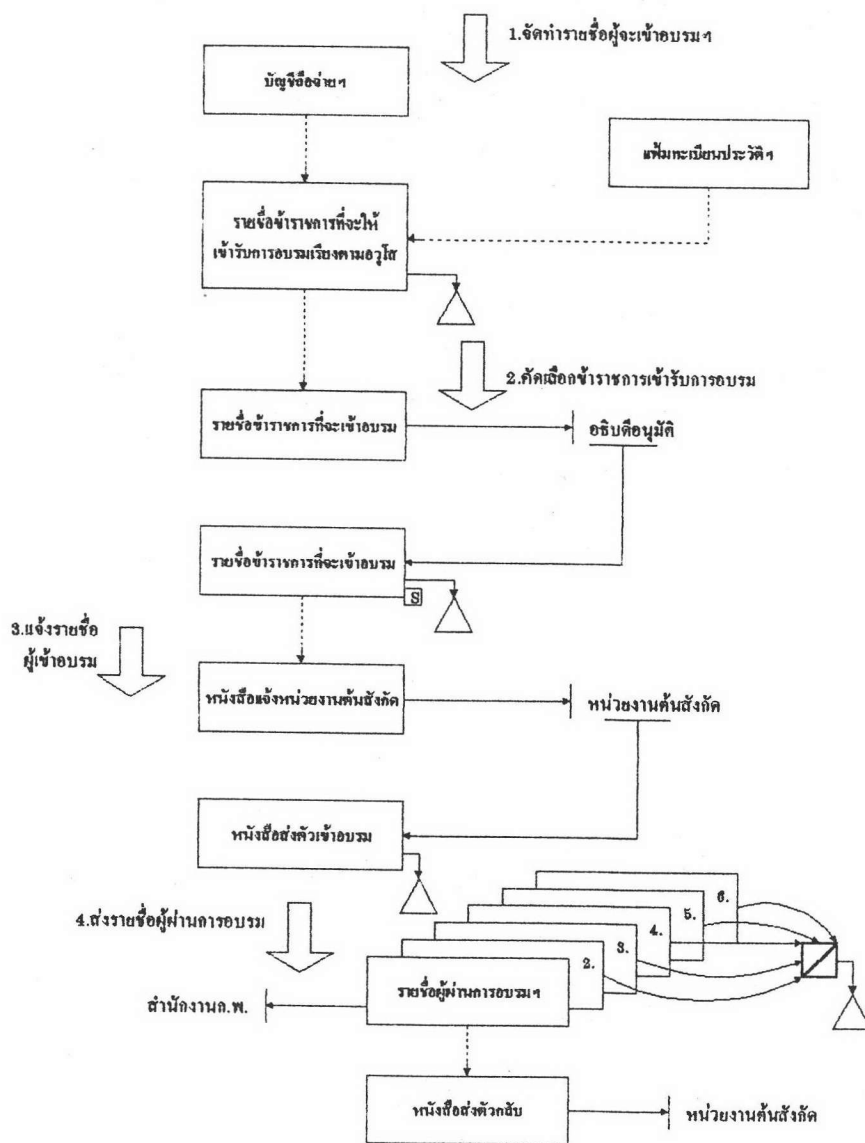 1.จัดทำรายชื่อผู้จะเข้าอบรมฯ
บัญชีถือจ่ายฯ
แฟ้มทะเบียนประวัติฯ
รายชื่อข้าราชการที่จะให้
เข้ารับการอบรมเรียงตามอวุโส
2.คัดเลือกข้าราชการเข้ารับการอบรม
รายชื่อข้าราชการที่จะเข้าอบรม
อธิบดีอนุมัติ
รายชื่อข้าราชการที่จะเข้าอบรม
S
3.แจ้งรายชื่อ
ผู้เข้าอบรม
หนังสือแจ้งหน่วยงานต้นสังกัด
หน่วยงานต้นสังกัด
หนังสือส่งตัวเข้าอบรม
4.ส่งรายชื่อผู้ผ่านการอบรม
6.
5.
4.
3.
2.
รายชื่อผู้ผ่านการอบรมฯ
สำนักงานก.พ.
หนังสือส่งตัวกลับ
หน่วยงานต้นสังกัด